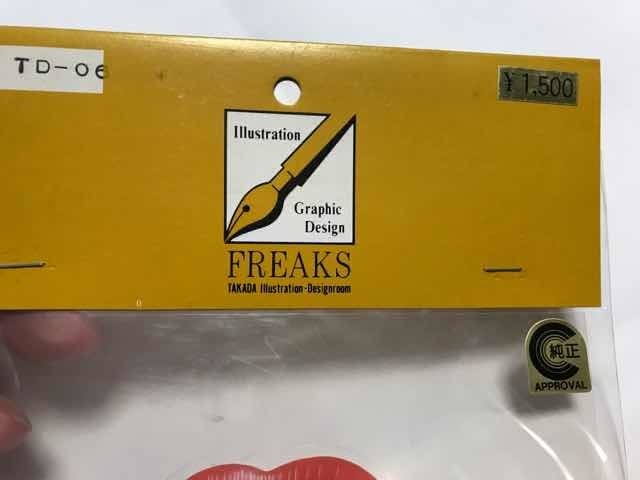 TD-06
¥1,500
Illustration
Graphic
Design
FREAKS
TAKADA Illustration-Designroom
純正
APPROVAL